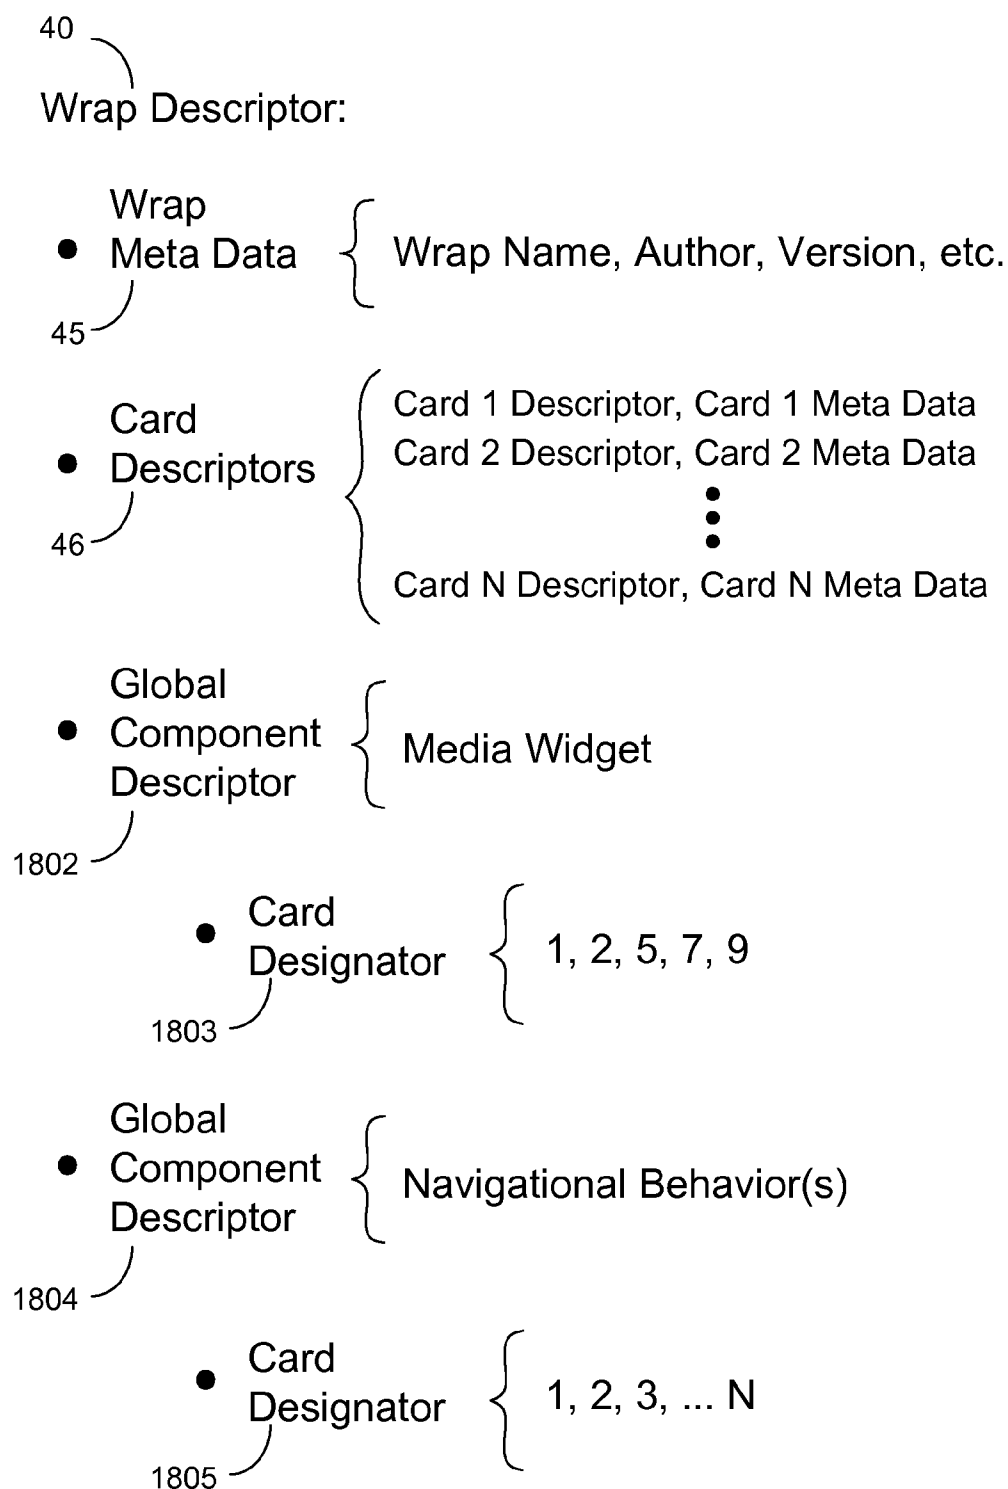 40
Wrap Descriptor:
Wrap
Meta Data
Wrap Name, Author, Version, etc.
45
Card
Descriptors
Card 1 Descriptor, Card 1 Meta Data
Card 2 Descriptor, Card 2 Meta Data
Card N Descriptor, Card N Meta Data
46
Global
Component
Descriptor
Media Widget
1802
Card
Designator
1, 2, 5, 7, 9
1803
Global
Component
Descriptor
Navigational Behavior(s)
1804
Card
Designator
1, 2, 3, ... N
1805